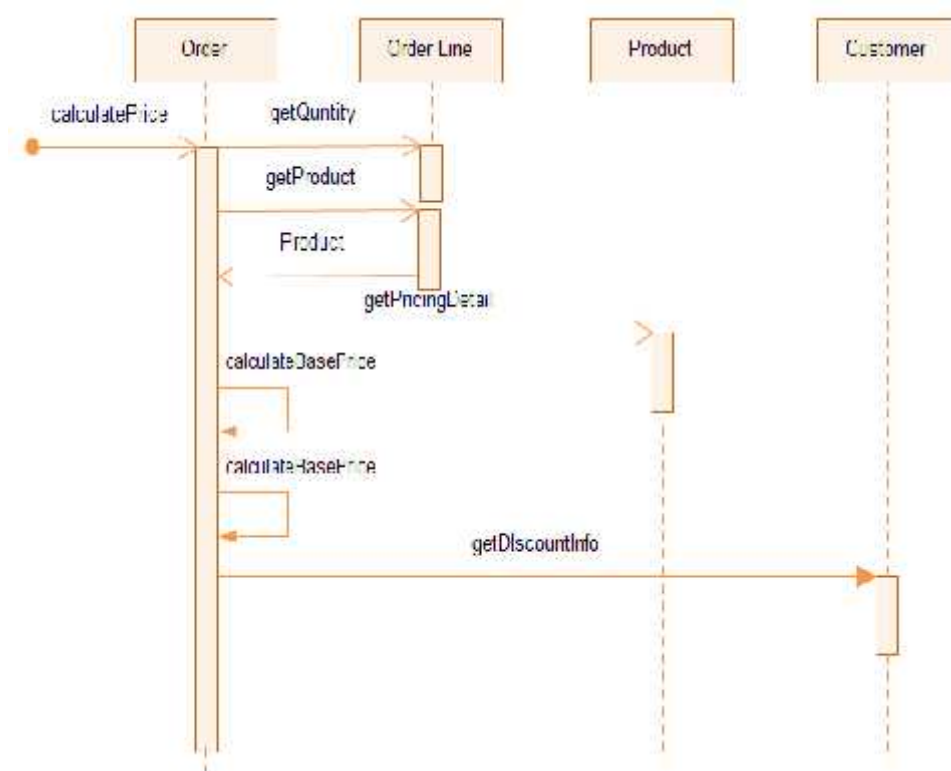 Order
Order Line
Product
Customer
calculatePrice
getQuntity
getProduct
Product
getPricingDetail
calculateBasePrice
calculateBasePrice
getDIscountInfo